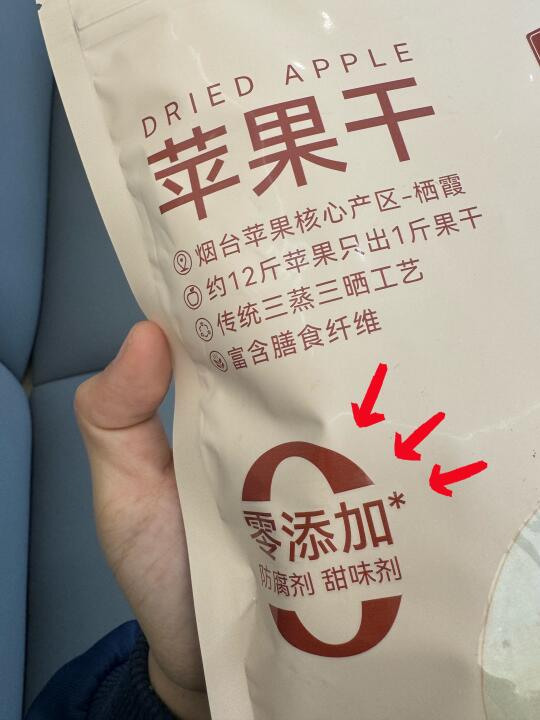 DRIED APPLE
苹果干
烟台苹果核心产区-栖霞
约12斤苹果只出1斤果干
传统三蒸三晒工艺
富含膳食纤维
0
零添加*
防腐剂 甜味剂